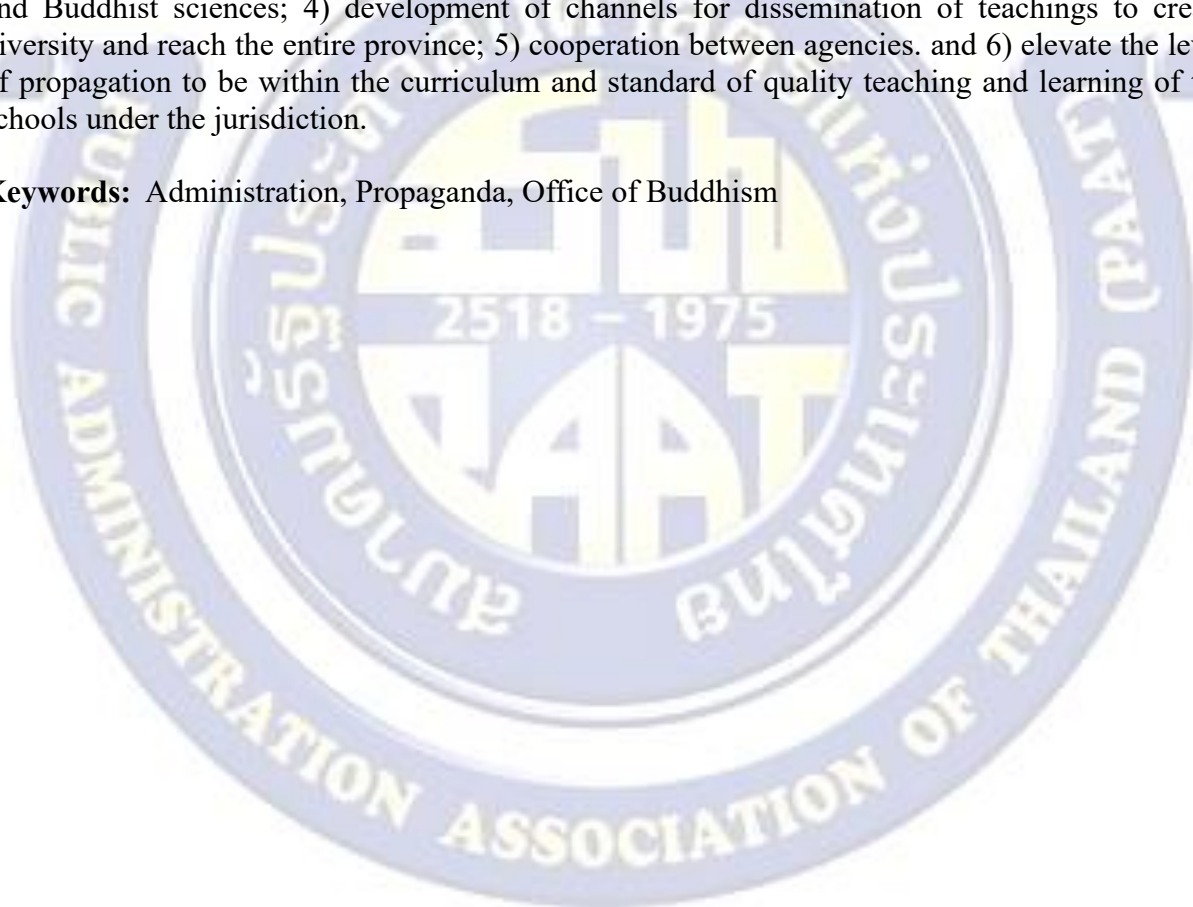 nd Buddhist sciences; 4) development of channels for dissemination of teachings to cre
iversity and reach the entire province; 5) cooperation between agencies. and 6) elevate the le
f propagation to be within the curriculum and standard of quality teaching and learning of
chools under the jurisdiction.
Keywords: Administration, Propaganda, Office of Buddhism
2518 – 1975
PAAT
PUBLIC ADMINISTRATION ASSOCIATION OF THAILAND (PAAT)